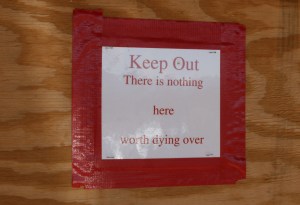 Keep Out
There is nothing
here
worth dying over